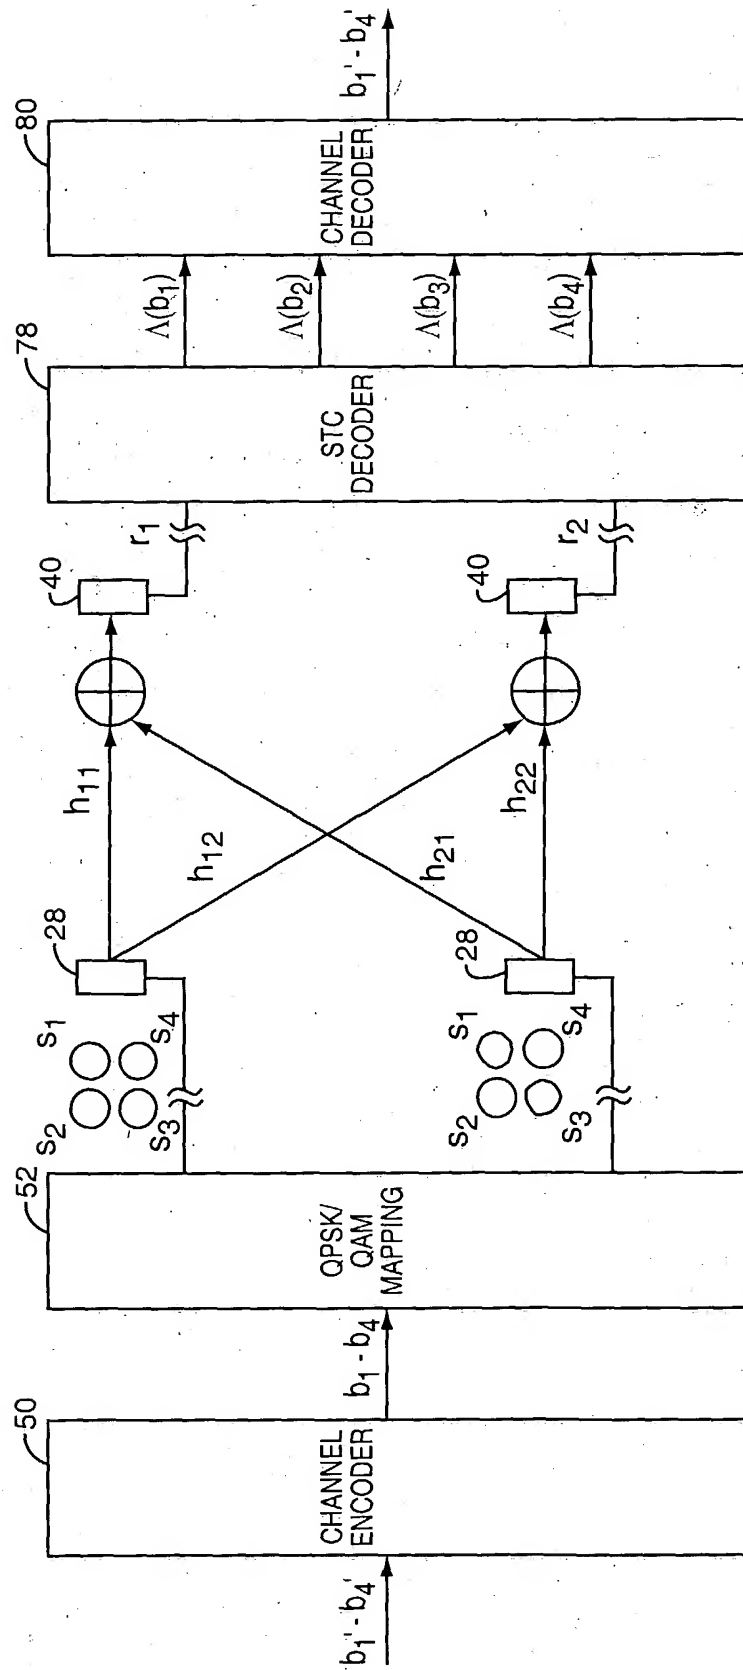 b1' - b4'
50
CHANNEL
ENCODER
b1 - b4
52
QPSK/
QAM
MAPPING
s2 s1
s3 s4
28
s2 s1
s3 s4
28
h11
h12
h21
h22
40
r1
40
r2
78
STC
DECODER
Λ(b1)
Λ(b2)
Λ(b3)
Λ(b4)
80
CHANNEL
DECODER
b1' - b4'